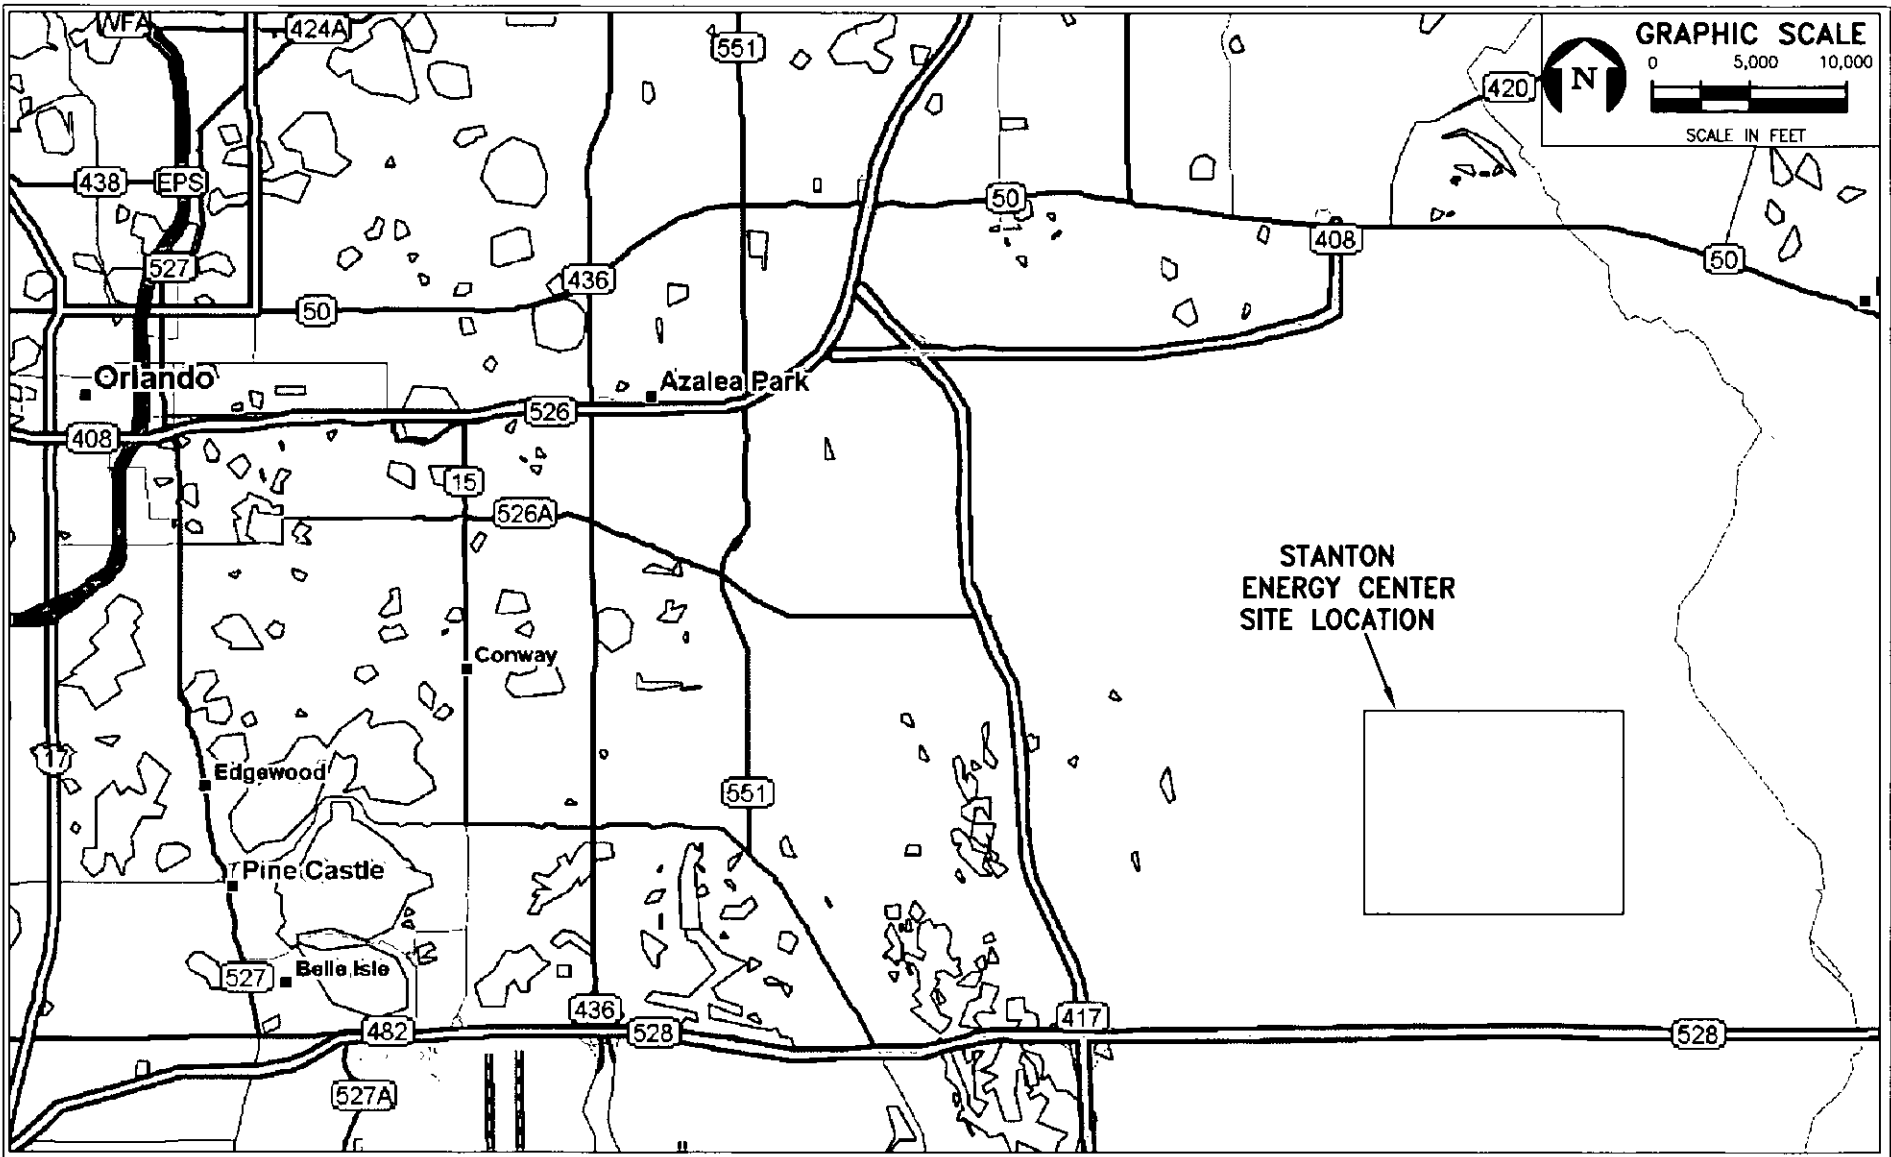 WFA
424A
551
GRAPHIC SCALE
0 5,000 10,000
N
SCALE IN FEET
420
438
EPS
50
408
527
436
50
50
Orlando
Azalea Park
526
408
15
526A
STANTON
ENERGY CENTER
SITE LOCATION
Conway
17
Edgewood
551
Pine Castle
527
Belle Isle
436
417
482
528
528
527A